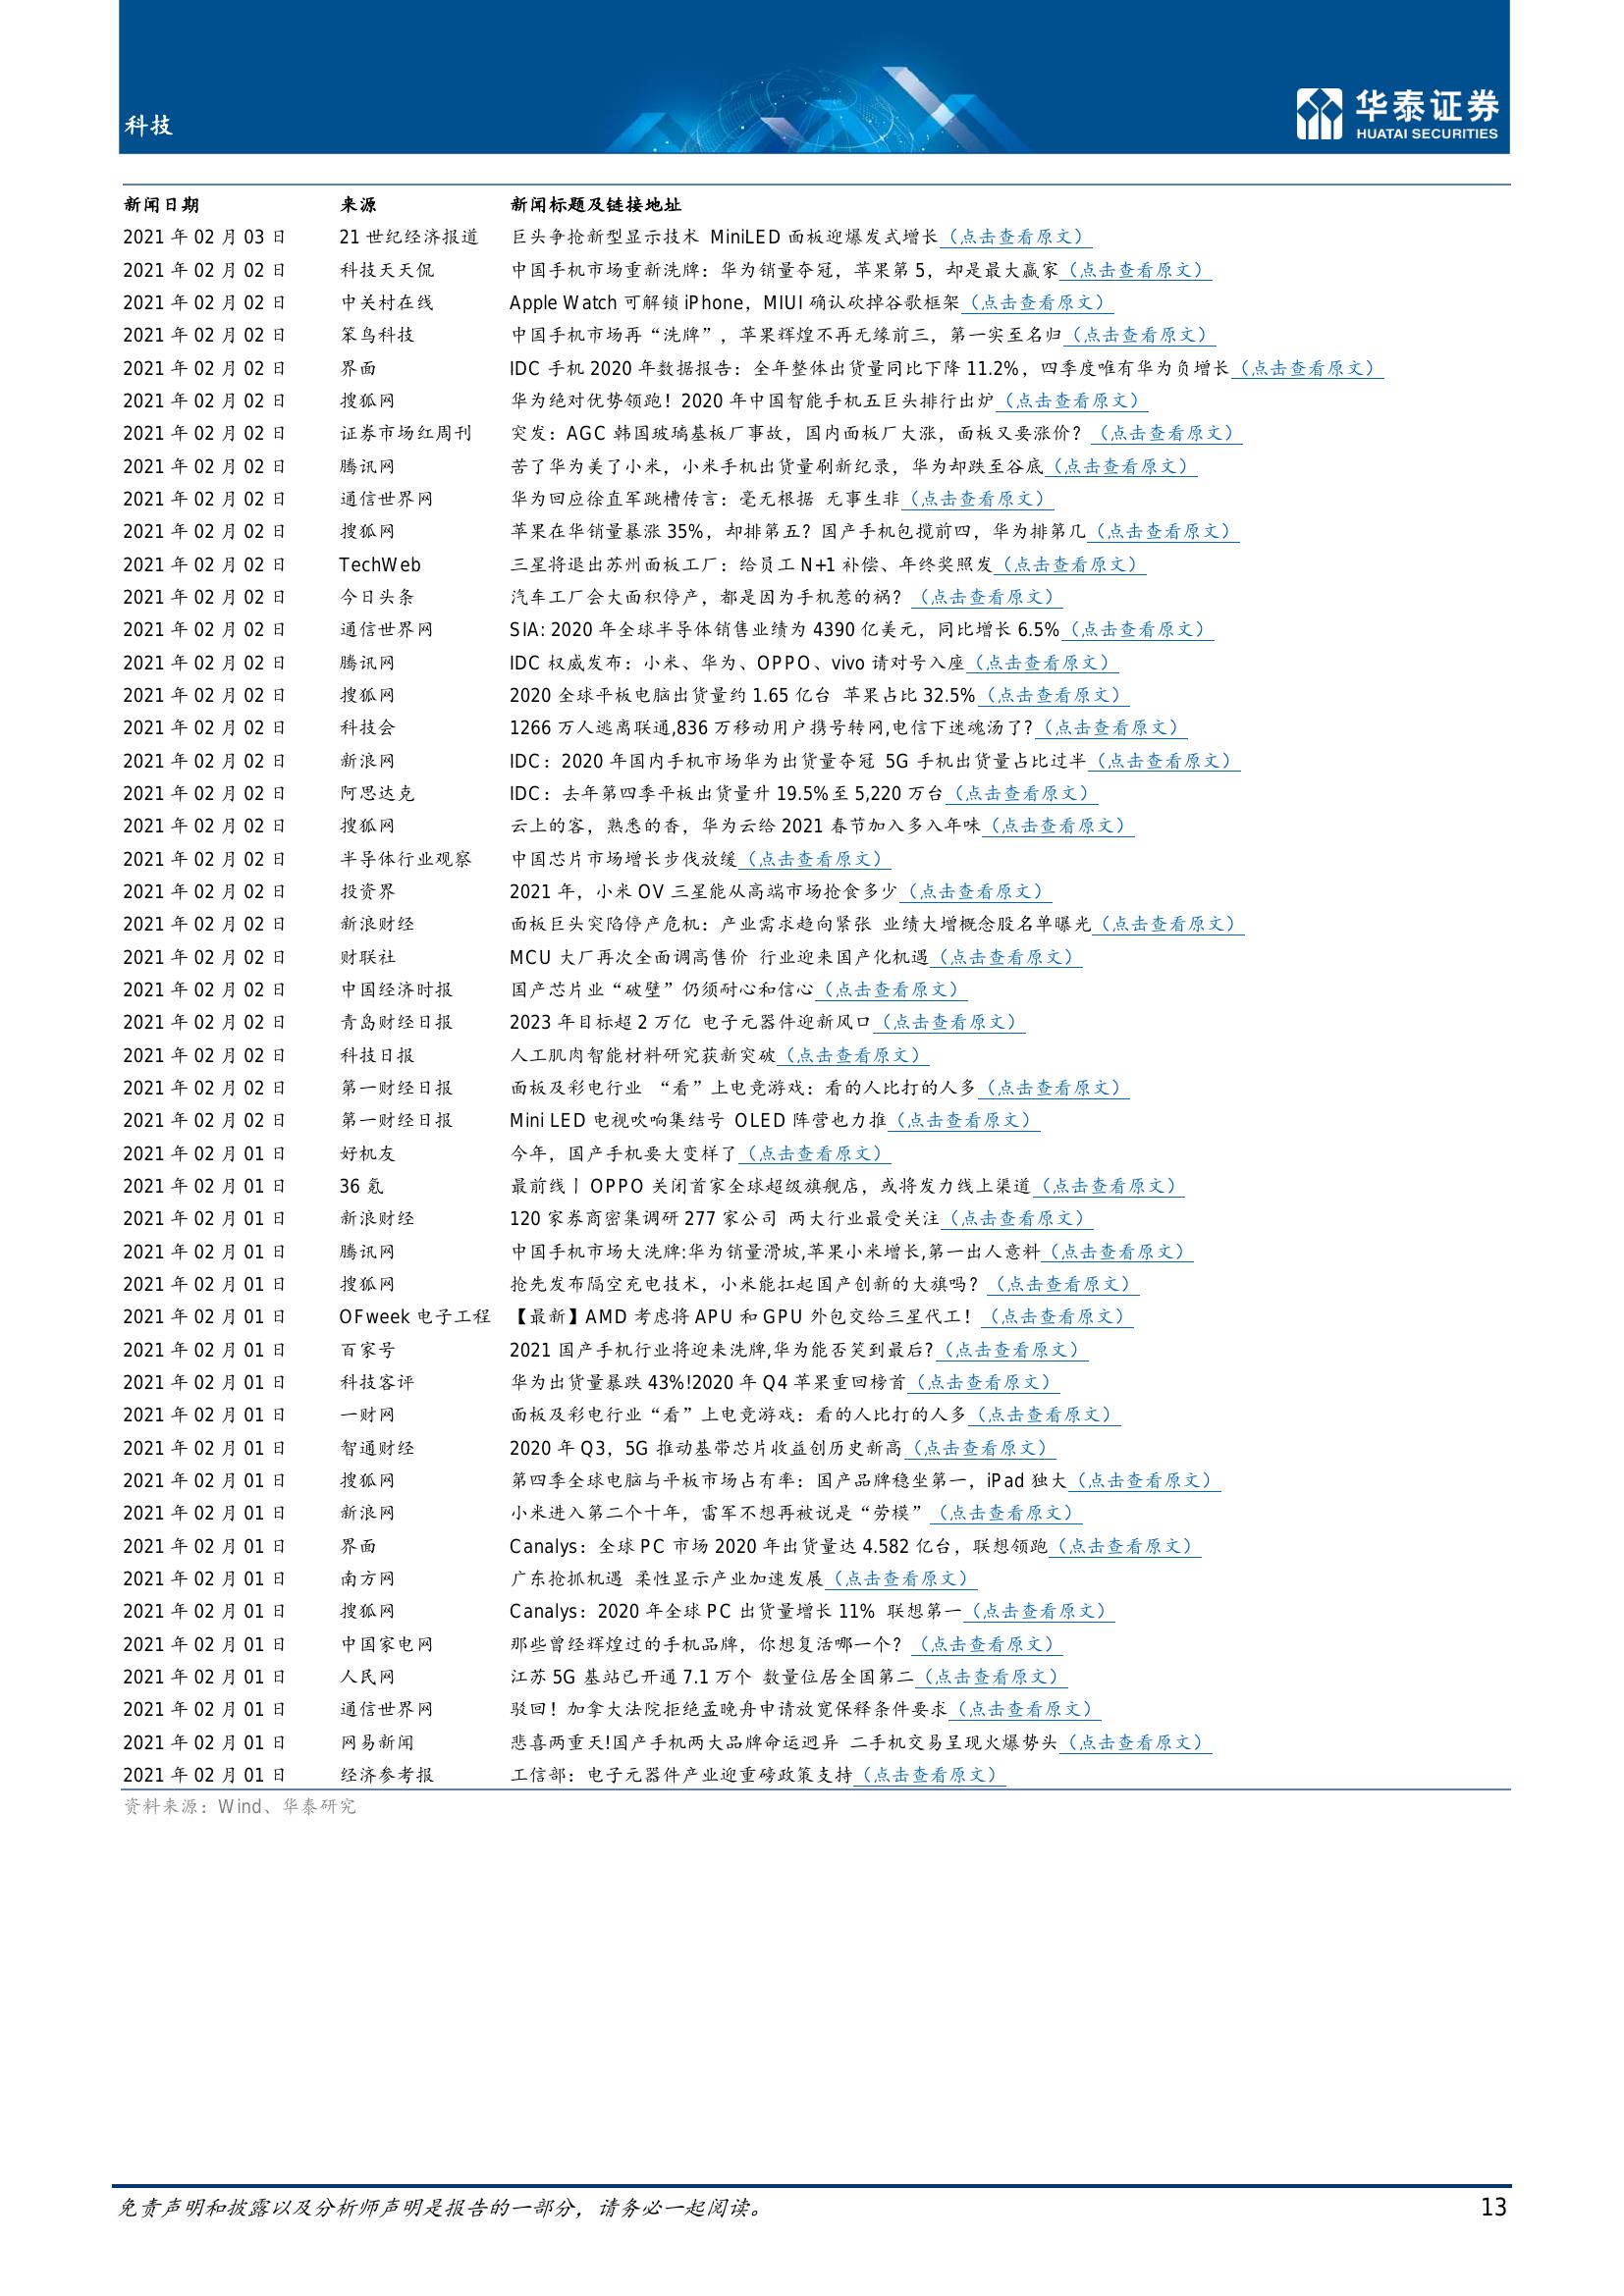 科技
华泰证券
HUATAI SECURITIES
新闻日期 来源 新闻标题及链接地址
2021 年 02 月 03 日 21 世纪经济报道 巨头争抢新型显示技术 MiniLED 面板迎爆发式增长（点击查看原文）
2021 年 02 月 02 日 科技天天侃 中国手机市场重新洗牌：华为销量夺冠，苹果第 5，却是最大赢家（点击查看原文）
2021 年 02 月 02 日 中关村在线 Apple Watch 可解锁 iPhone，MIUI 确认砍掉谷歌框架（点击查看原文）
2021 年 02 月 02 日 笨鸟科技 中国手机市场再“洗牌”，苹果辉煌不再无缘前三，第一实至名归（点击查看原文）
2021 年 02 月 02 日 界面 IDC 手机 2020 年数据报告：全年整体出货量同比下降 11.2%，四季度唯有华为负增长（点击查看原文）
2021 年 02 月 02 日 搜狐网 华为绝对优势领跑！2020 年中国智能手机五巨头排行出炉（点击查看原文）
2021 年 02 月 02 日 证券市场红周刊 突发：AGC 韩国玻璃基板厂事故，国内面板厂大涨，面板又要涨价？（点击查看原文）
2021 年 02 月 02 日 腾讯网 苦了华为美了小米，小米手机出货量刷新纪录，华为却跌至谷底（点击查看原文）
2021 年 02 月 02 日 通信世界网 华为回应徐直军跳槽传言：毫无根据 无事生非（点击查看原文）
2021 年 02 月 02 日 搜狐网 苹果在华销量暴涨 35%，却排第五？国产手机包揽前四，华为排第几（点击查看原文）
2021 年 02 月 02 日 TechWeb 三星将退出苏州面板工厂：给员工 N+1 补偿、年终奖照发（点击查看原文）
2021 年 02 月 02 日 今日头条 汽车工厂会大面积停产，都是因为手机惹的祸？（点击查看原文）
2021 年 02 月 02 日 通信世界网 SIA: 2020 年全球半导体销售业绩为 4390 亿美元，同比增长 6.5%（点击查看原文）
2021 年 02 月 02 日 腾讯网 IDC 权威发布：小米、华为、OPPO、vivo 请对号入座（点击查看原文）
2021 年 02 月 02 日 搜狐网 2020 全球平板电脑出货量约 1.65 亿台 苹果占比 32.5%（点击查看原文）
2021 年 02 月 02 日 科技会 1266 万人逃离联通,836 万移动用户携号转网,电信下迷魂汤了?（点击查看原文）
2021 年 02 月 02 日 新浪网 IDC：2020 年国内手机市场华为出货量夺冠 5G 手机出货量占比过半（点击查看原文）
2021 年 02 月 02 日 阿思达克 IDC：去年第四季平板出货量升 19.5%至 5,220 万台（点击查看原文）
2021 年 02 月 02 日 搜狐网 云上的客，熟悉的香，华为云给 2021 春节加入多入年味（点击查看原文）
2021 年 02 月 02 日 半导体行业观察 中国芯片市场增长步伐放缓（点击查看原文）
2021 年 02 月 02 日 投资界 2021 年，小米 OV 三星能从高端市场抢食多少（点击查看原文）
2021 年 02 月 02 日 新浪财经 面板巨头突陷停产危机：产业需求趋向紧张 业绩大增概念股名单曝光（点击查看原文）
2021 年 02 月 02 日 财联社 MCU 大厂再次全面调高售价 行业迎来国产化机遇（点击查看原文）
2021 年 02 月 02 日 中国经济时报 国产芯片业“破壁”仍须耐心和信心（点击查看原文）
2021 年 02 月 02 日 青岛财经日报 2023 年目标超 2 万亿 电子元器件迎新风口（点击查看原文）
2021 年 02 月 02 日 科技日报 人工肌肉智能材料研究获新突破（点击查看原文）
2021 年 02 月 02 日 第一财经日报 面板及彩电行业 “看”上电竞游戏：看的人比打的人多（点击查看原文）
2021 年 02 月 02 日 第一财经日报 Mini LED 电视吹响集结号 OLED 阵营也力推（点击查看原文）
2021 年 02 月 01 日 好机友 今年，国产手机要大变样了（点击查看原文）
2021 年 02 月 01 日 36 氪 最前线丨 OPPO 关闭首家全球超级旗舰店，或将发力线上渠道（点击查看原文）
2021 年 02 月 01 日 新浪财经 120 家券商密集调研 277 家公司 两大行业最受关注（点击查看原文）
2021 年 02 月 01 日 腾讯网 中国手机市场大洗牌:华为销量滑坡,苹果小米增长,第一出人意料（点击查看原文）
2021 年 02 月 01 日 搜狐网 抢先发布隔空充电技术，小米能扛起国产创新的大旗吗？（点击查看原文）
2021 年 02 月 01 日 OFweek 电子工程 【最新】AMD 考虑将 APU 和 GPU 外包交给三星代工！（点击查看原文）
2021 年 02 月 01 日 百家号 2021 国产手机行业将迎来洗牌,华为能否笑到最后?（点击查看原文）
2021 年 02 月 01 日 科技客评 华为出货量暴跌 43%!2020 年 Q4 苹果重回榜首（点击查看原文）
2021 年 02 月 01 日 一财网 面板及彩电行业“看”上电竞游戏：看的人比打的人多（点击查看原文）
2021 年 02 月 01 日 智通财经 2020 年 Q3，5G 推动基带芯片收益创历史新高（点击查看原文）
2021 年 02 月 01 日 搜狐网 第四季全球电脑与平板市场占有率：国产品牌稳坐第一，iPad 独大（点击查看原文）
2021 年 02 月 01 日 新浪网 小米进入第二个十年，雷军不想再被说是“劳模”（点击查看原文）
2021 年 02 月 01 日 界面 Canalys：全球 PC 市场 2020 年出货量达 4.582 亿台，联想领跑（点击查看原文）
2021 年 02 月 01 日 南方网 广东抢抓机遇 柔性显示产业加速发展（点击查看原文）
2021 年 02 月 01 日 搜狐网 Canalys：2020 年全球 PC 出货量增长 11% 联想第一（点击查看原文）
2021 年 02 月 01 日 中国家电网 那些曾经辉煌过的手机品牌，你想复活哪一个？（点击查看原文）
2021 年 02 月 01 日 人民网 江苏 5G 基站已开通 7.1 万个 数量位居全国第二（点击查看原文）
2021 年 02 月 01 日 通信世界网 驳回！加拿大法院拒绝孟晚舟申请放宽保释条件要求（点击查看原文）
2021 年 02 月 01 日 网易新闻 悲喜两重天!国产手机两大品牌命运迥异 二手机交易呈现火爆势头（点击查看原文）
2021 年 02 月 01 日 经济参考报 工信部：电子元器件产业迎重磅政策支持（点击查看原文）
资料来源：Wind、华泰研究
免责声明和披露以及分析师声明是报告的一部分，请务必一起阅读。 13